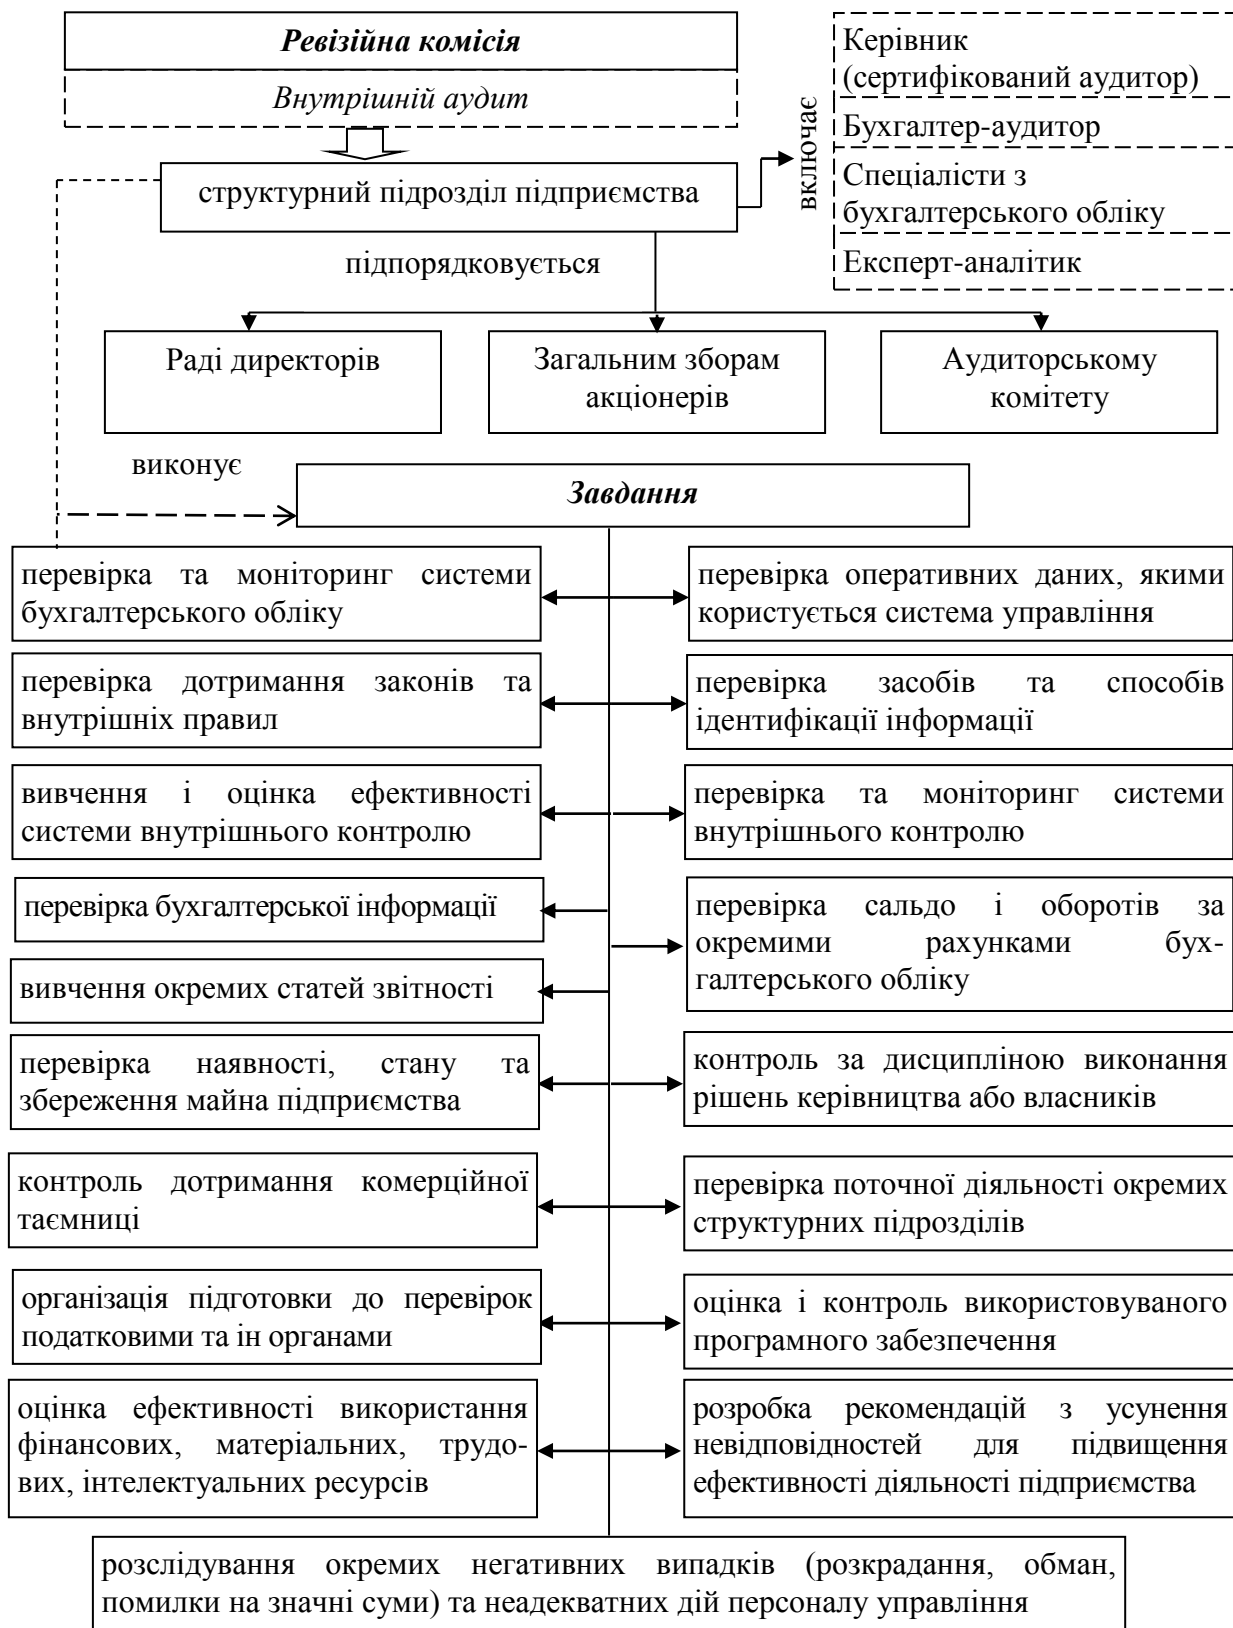 Ревізійна комісія
Внутрішній аудит
структурний підрозділ підприємства
включає
Керівник
(сертифікований аудитор)
Бухгалтер-аудитор
Спеціалісти з
бухгалтерського обліку
Експерт-аналітик
підпорядковується
Раді директорів
Загальним зборам
акціонерів
Аудиторському
комітету
виконує
Завдання
перевірка та моніторинг системи
бухгалтерського обліку
перевірка оперативних даних, якими
користується система управління
перевірка дотримання законів та
внутрішніх правил
перевірка засобів та способів
ідентифікації інформації
вивчення і оцінка ефективності
системи внутрішнього контролю
перевірка та моніторинг системи
внутрішнього контролю
перевірка бухгалтерської інформації
перевірка сальдо і оборотів за
окремими рахунками бух-
галтерського обліку
вивчення окремих статей звітності
перевірка наявності, стану та
збереження майна підприємства
контроль за дисципліною виконання
рішень керівництва або власників
контроль дотримання комерційної
таємниці
перевірка поточної діяльності окремих
структурних підрозділів
організація підготовки до перевірок
податковими та ін органами
оцінка і контроль використовуваного
програмного забезпечення
оцінка ефективності використання
фінансових, матеріальних, трудо-
вих, інтелектуальних ресурсів
розробка рекомендацій з усунення
невідповідностей для підвищення
ефективності діяльності підприємства
розслідування окремих негативних випадків (розкрадання, обман,
помилки на значні суми) та неадекватних дій персоналу управління